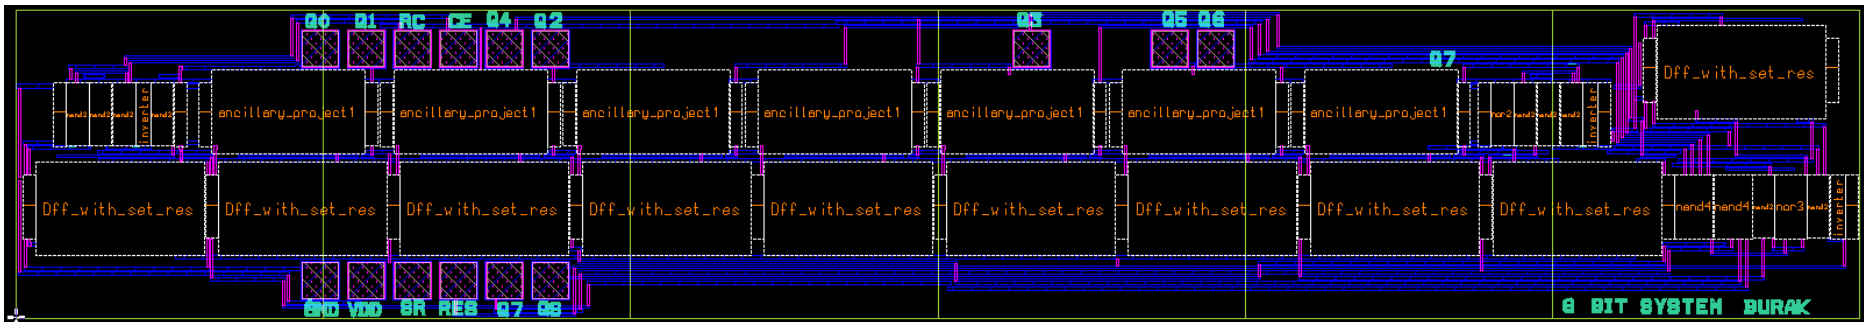 Q0 Q1 RC CE Q4 Q2 Q3 Q5 Q6
Q7
Dff_with_set_res
nand2 nand2 nand2 inverter nand2 ancillary_project1 ancillary_project1 ancillary_project1 ancillary_project1 ancillary_project1 ancillary_project1 ancillary_project1 nor2 nand2 nand2 nand2 inverter
Dff_with_set_res Dff_with_set_res Dff_with_set_res Dff_with_set_res Dff_with_set_res Dff_with_set_res Dff_with_set_res Dff_with_set_res Dff_with_set_res nand4 nand4 nand2 nor3 nand2 inverter
GND VDD SR RES Q7 Q8
8 BIT SYSTEM BURAK